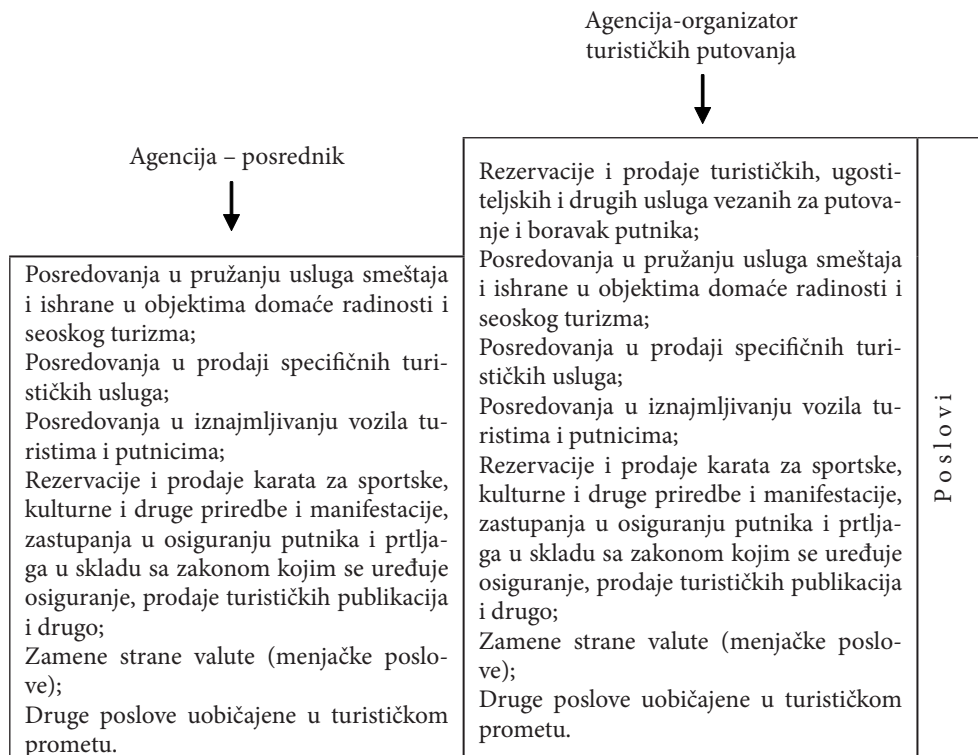 Agencija – posrednik
Posredovanja u pružanju usluga smeštaja
i ishrane u objektima domaće radinosti i
seoskog turizma;
Posredovanja u prodaji specifičnih turi-
stičkih usluga;
Posredovanja u iznajmljivanju vozila tu-
ristima i putnicima;
Rezervacije i prodaje karata za sportske,
kulturne i druge priredbe i manifestacije,
zastupanja u osiguranju putnika i prtlja-
ga u skladu sa zakonom kojim se uređuje
osiguranje, prodaje turističkih publikacija
i drugo;
Zamene strane valute (menjačke poslo-
ve);
Druge poslove uobičajene u turističkom
prometu.
Agencija-organizator
turističkih putovanja
Rezervacije i prodaje turističkih, ugosti-
teljskih i drugih usluga vezanih za putova-
nje i boravak putnika;
Posredovanja u pružanju usluga smeštaja
i ishrane u objektima domaće radinosti i
seoskog turizma;
Posredovanja u prodaji specifičnih turi-
stičkih usluga;
Posredovanja u iznajmljivanju vozila tu-
ristima i putnicima;
Rezervacije i prodaje karata za sportske,
kulturne i druge priredbe i manifestacije,
zastupanja u osiguranju putnika i prtlja-
ga u skladu sa zakonom kojim se uređuje
osiguranje, prodaje turističkih publikacija
i drugo;
Zamene strane valute (menjačke poslo-
ve);
Druge poslove uobičajene u turističkom
prometu.
Poslovi